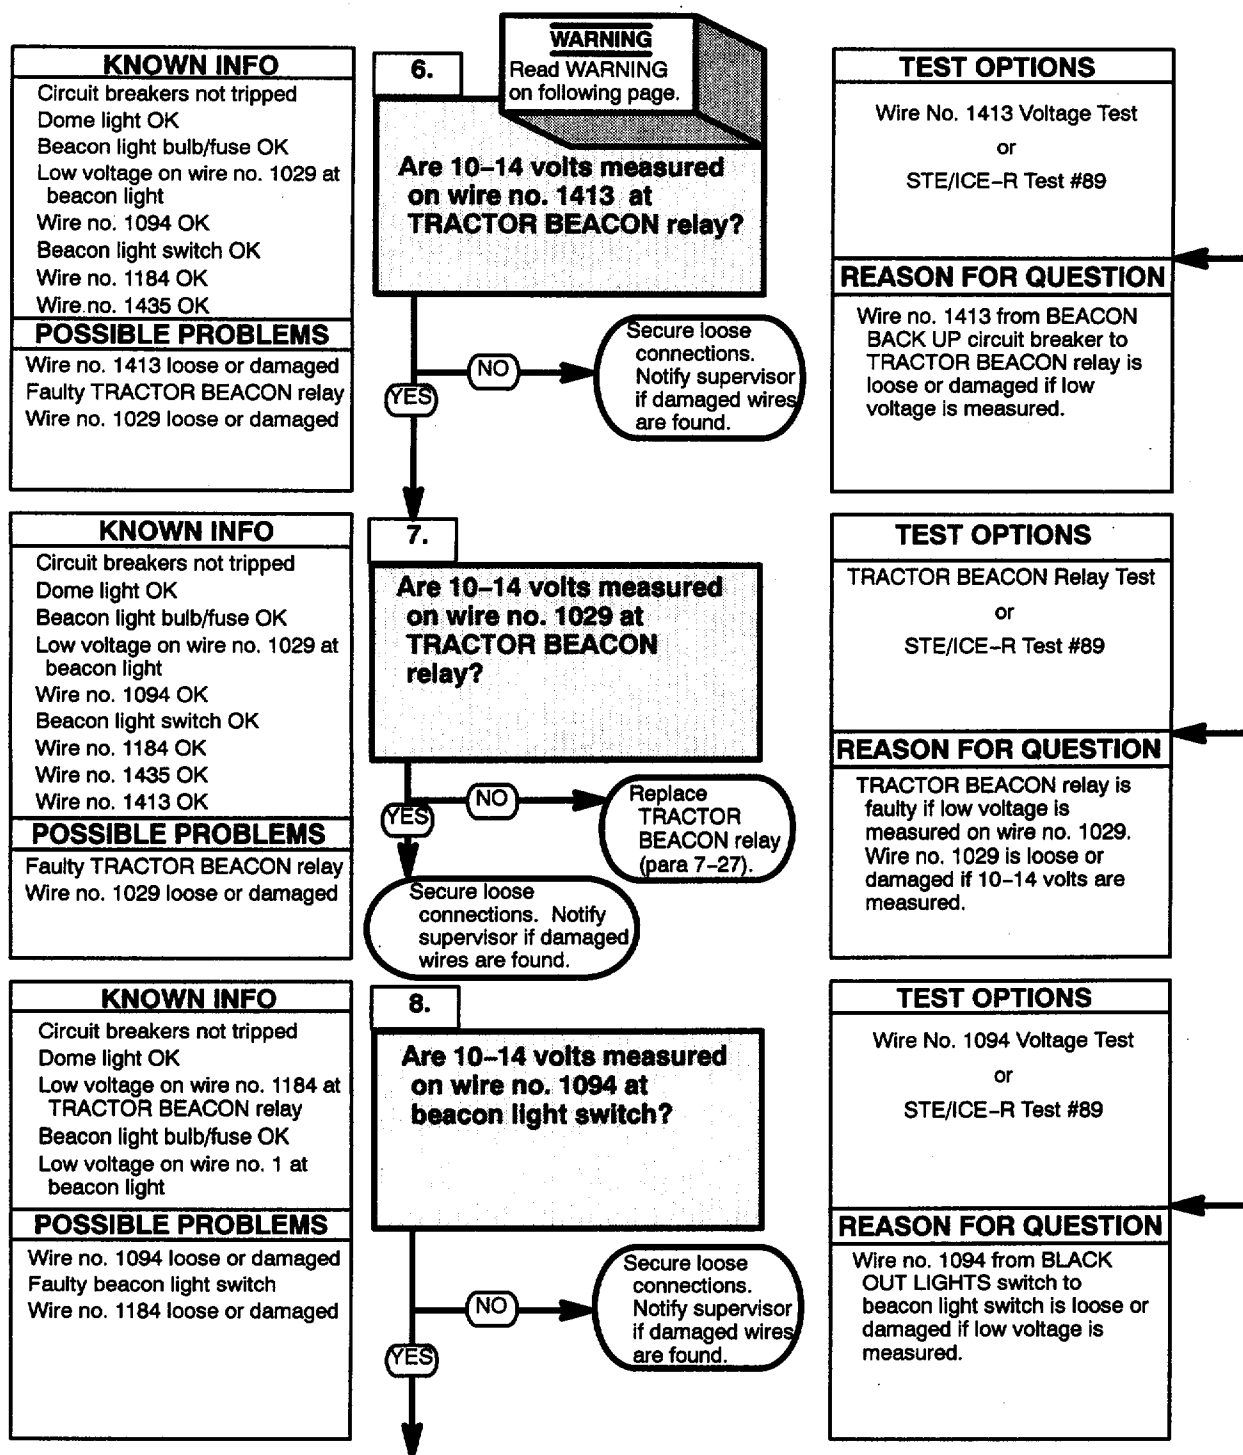 KNOWN INFO
Circuit breakers not tripped
Dome light OK
Beacon light bulb/fuse OK
Low voltage on wire no. 1029 at
beacon light
Wire no. 1094 OK
Beacon light switch OK
Wire no. 1184 OK
Wire no. 1435 OK
POSSIBLE PROBLEMS
Wire no. 1413 loose or damaged
Faulty TRACTOR BEACON relay
Wire no. 1029 loose or damaged
6.
WARNING
Read WARNING
on following page.
Are 10–14 volts measured
on wire no. 1413 at
TRACTOR BEACON relay?
NO
YES
Secure loose
connections.
Notify supervisor
if damaged wires
are found.
TEST OPTIONS
Wire No. 1413 Voltage Test
or
STE/ICE–R Test #89
REASON FOR QUESTION
Wire no. 1413 from BEACON
BACK UP circuit breaker to
TRACTOR BEACON relay is
loose or damaged if low
voltage is measured.
KNOWN INFO
Circuit breakers not tripped
Dome light OK
Beacon light bulb/fuse OK
Low voltage on wire no. 1029 at
beacon light
Wire no. 1094 OK
Beacon light switch OK
Wire no. 1184 OK
Wire no. 1435 OK
Wire no. 1413 OK
POSSIBLE PROBLEMS
Faulty TRACTOR BEACON relay
Wire no. 1029 loose or damaged
7.
Are 10–14 volts measured
on wire no. 1029 at
TRACTOR BEACON
relay?
NO
YES
Replace
TRACTOR
BEACON relay
(para 7–27).
Secure loose
connections. Notify
supervisor if damaged
wires are found.
TEST OPTIONS
TRACTOR BEACON Relay Test
or
STE/ICE–R Test #89
REASON FOR QUESTION
TRACTOR BEACON relay is
faulty if low voltage is
measured on wire no. 1029.
Wire no. 1029 is loose or
damaged if 10–14 volts are
measured.
KNOWN INFO
Circuit breakers not tripped
Dome light OK
Low voltage on wire no. 1184 at
TRACTOR BEACON relay
Beacon light bulb/fuse OK
Low voltage on wire no. 1 at
beacon light
POSSIBLE PROBLEMS
Wire no. 1094 loose or damaged
Faulty beacon light switch
Wire no. 1184 loose or damaged
8.
Are 10–14 volts measured
on wire no. 1094 at
beacon light switch?
NO
YES
Secure loose
connections.
Notify supervisor
if damaged wires
are found.
TEST OPTIONS
Wire No. 1094 Voltage Test
or
STE/ICE–R Test #89
REASON FOR QUESTION
Wire no. 1094 from BLACK
OUT LIGHTS switch to
beacon light switch is loose or
damaged if low voltage is
measured.